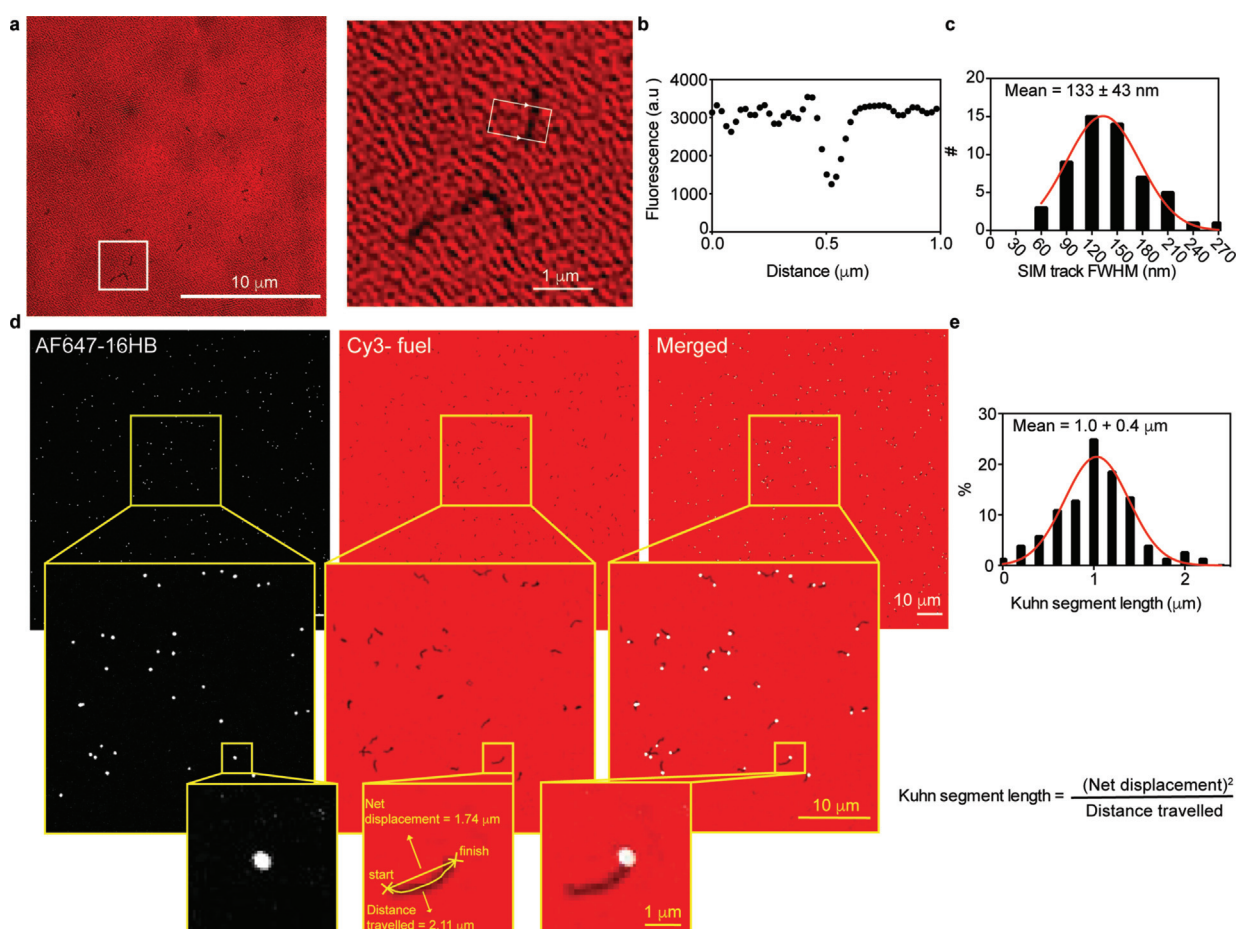 a
b
c
4000
3000
2000
1000
0
Fluorescence (a.u )
0.0
0.5
1.0
Distance (μm)
20
15
10
5
0
#
Mean = 133 ± 43 nm
0
30
60
90
120
150
180
210
240
270
SIM track FWHM (nm)
10 μm
1 μm
d
AF647-16HB
Cy3- fuel
Merged
10 μm
10 μm
Net
displacement = 1.74 μm
finish
start
Distance
travelled = 2.11 μm
1 μm
e
30
20
10
0
%
Mean = 1.0 + 0.4 μm
0
1
2
Kuhn segment length (μm)
Kuhn segment length = (Net displacement)²
Distance travelled